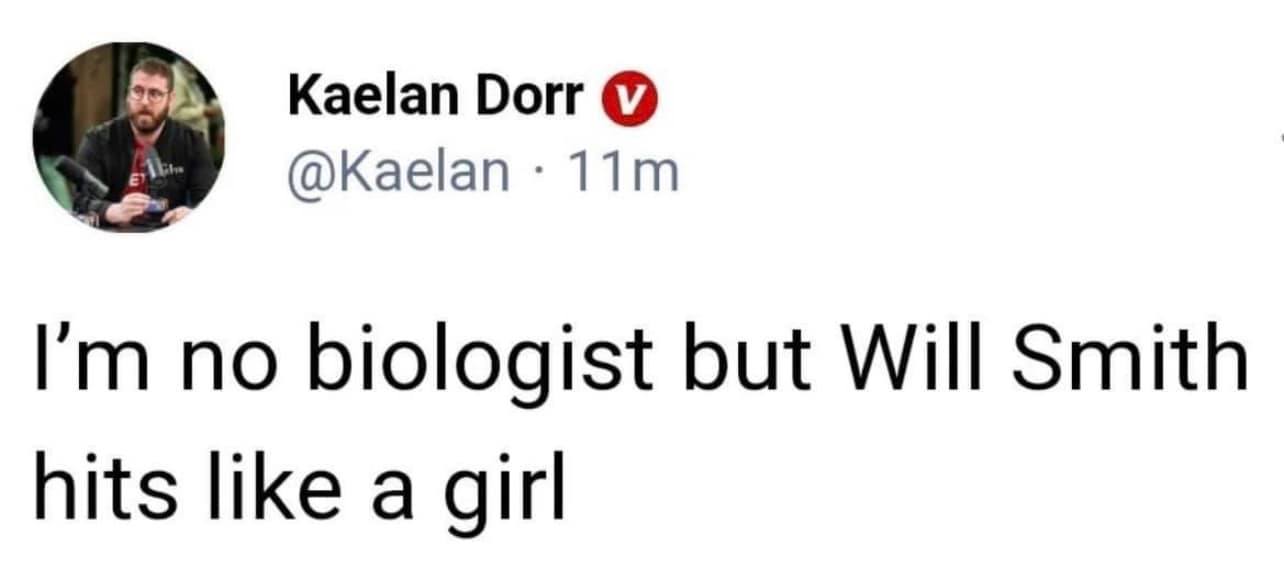 Kaelan Dorr V
@Kaelan · 11m
I’m no biologist but Will Smith
hits like a girl